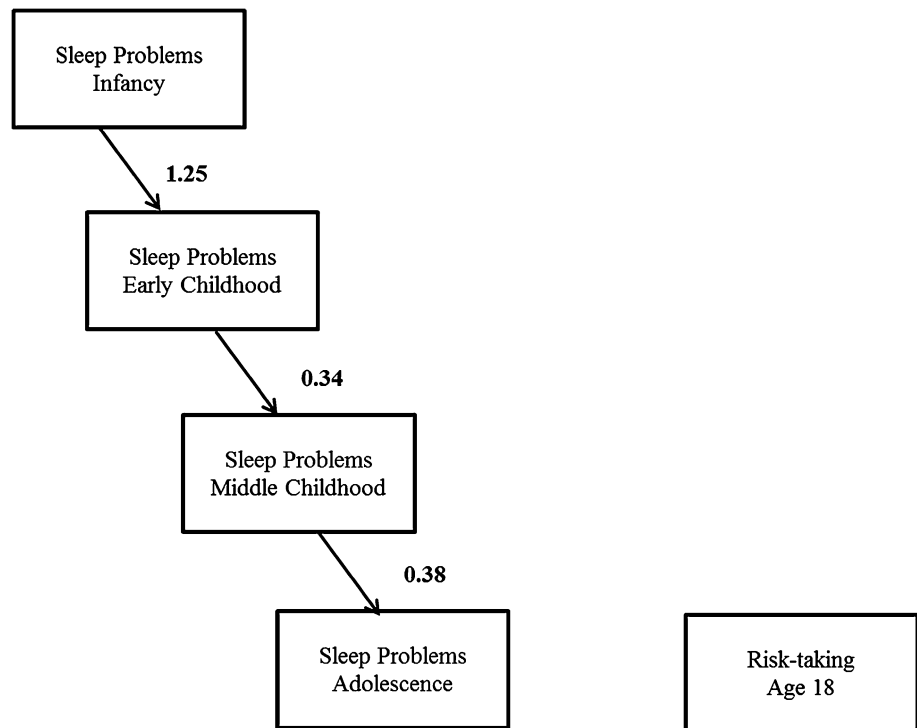 Sleep Problems
Infancy
1.25
Sleep Problems
Early Childhood
0.34
Sleep Problems
Middle Childhood
0.38
Sleep Problems
Adolescence
Risk-taking
Age 18